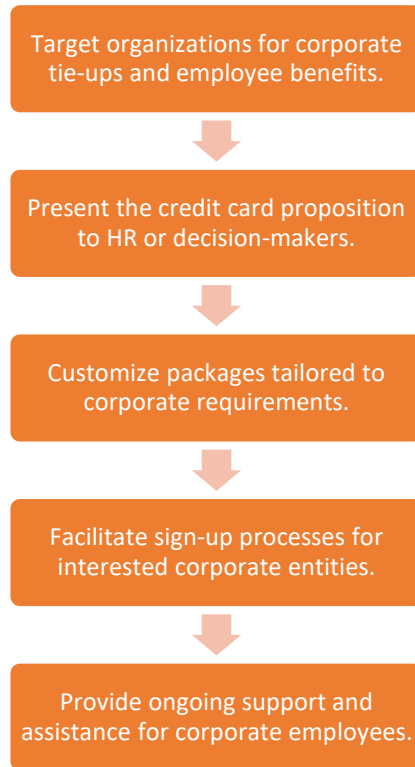 Target organizations for corporate
tie-ups and employee benefits.
Present the credit card proposition
to HR or decision-makers.
Customize packages tailored to
corporate requirements.
Facilitate sign-up processes for
interested corporate entities.
Provide ongoing support and
assistance for corporate employees.